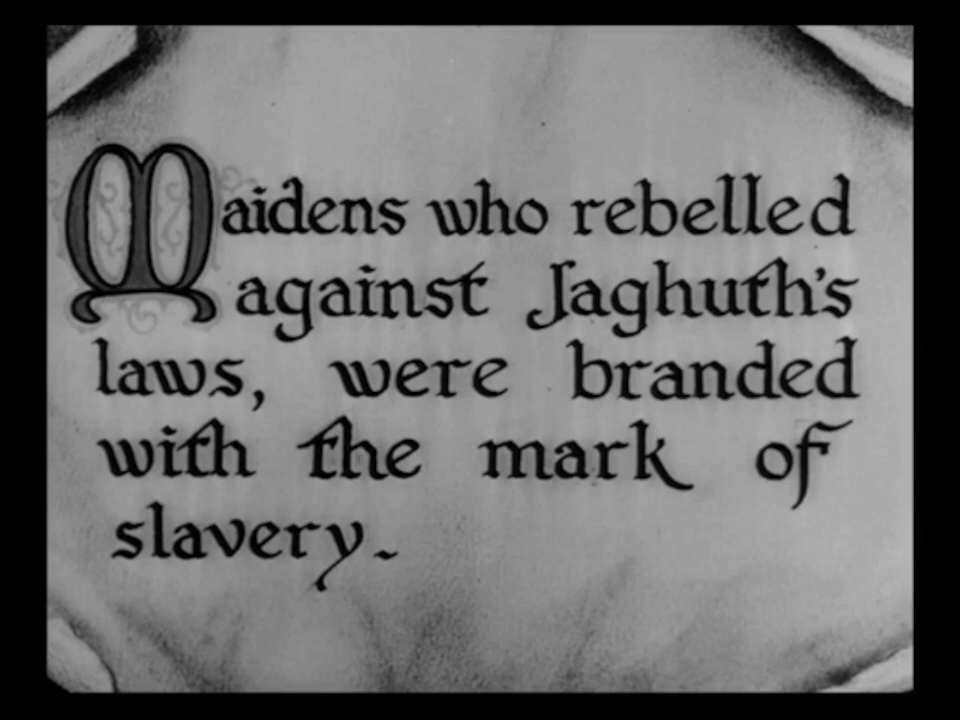 Maidens who rebelled
against Jaghuth's
laws, were branded
with the mark of
slavery.